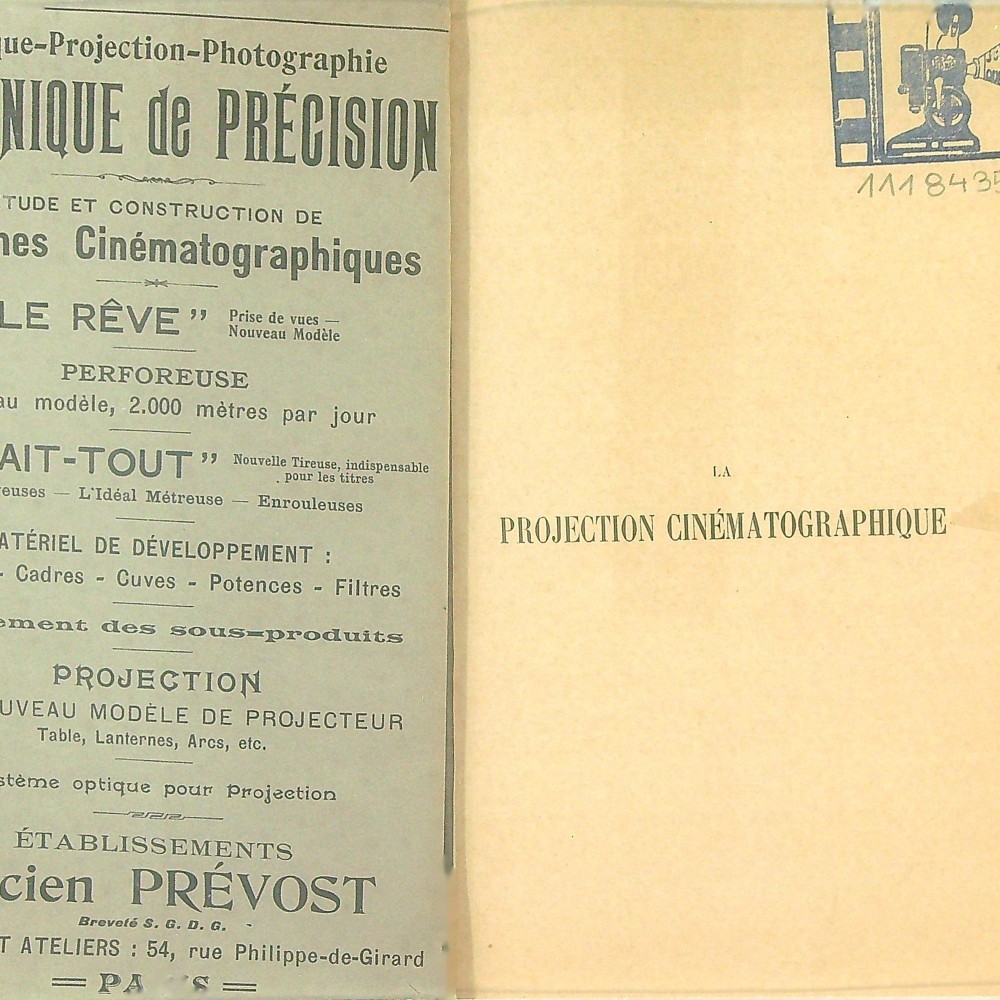 que-Projection-Photographie
NIQUE de PRÉCISION
TUDE ET CONSTRUCTION DE
nes Cinématographiques
LE RÊVE” Prise de vues —
Nouveau Modèle
PERFOREUSE
au modèle, 2.000 mètres par jour
AIT-TOUT” Nouvelle Tireuse, indispensable
pour les titres
euses — L'Idéal Métreuse — Enrouleuses
ATÉRIEL DE DÉVELOPPEMENT :
- Cadres - Cuves - Potences - Filtres
ement des sous=produits
PROJECTION
UVEAU MODÈLE DE PROJECTEUR
Table, Lanternes, Arcs, etc.
stème optique pour projection
ÉTABLISSEMENTS
cien PRÉVOST
Breveté S. G. D. G.
T ATELIERS : 54, rue Philippe-de-Girard
1118435
LA
PROJECTION CINÉMATOGRAPHIQUE